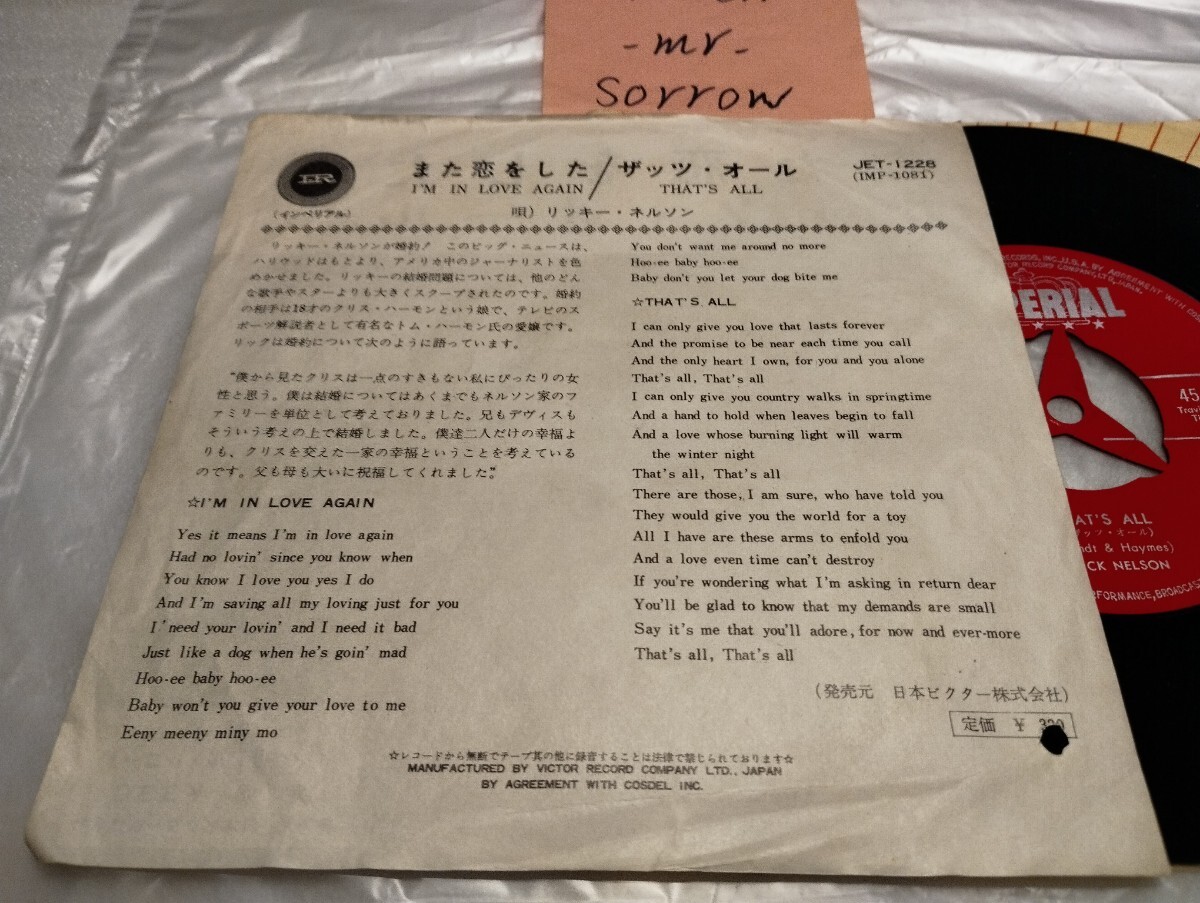 -mr-
sorrow
IR
(インペリアル)
また恋をした/ザッツ・オール
I'M IN LOVE AGAIN THAT'S ALL
JET-1228
(IMP-1081)
唄) リッキー・ネルソン
リッキー・ネルソンが婚約! このビッグ・ニュースは、
ハリウッドはもとより、アメリカ中のジャーナリストを色
めかせました。リッキーの結婚問題については、他のどん
な歌手やスターよりも大きくスクープされたのです。婚約
の相手は18才のクリス・ハーモンという娘で、テレビのス
ポーツ解説者として有名なトム・ハーモン氏の愛嬢です。
リックは婚約について次のように語っています。
"僕から見たクリスは一点のすきもない私にぴったりの女
性と思う。僕は結婚についてはあくまでもネルソン家のフ
ァミリーを単位として考えておりました。兄もデヴィスも
そういう考えの上で結婚しました。僕達二人だけの幸福よ
りも、クリスを交えた一家の幸福ということを考えている
のです。父も母も大いに祝福してくれました。"
☆I'M IN LOVE AGAIN
Yes it means I'm in love again
Had no lovin' since you know when
You know I love you yes I do
And I'm saving all my loving just for you
I need your lovin' and I need it bad
Just like a dog when he's goin' mad
Hoo-ee baby hoo-ee
Baby won't you give your love to me
Eeny meeny miny mo
You don't want me around no more
Hoo-ee baby hoo-ee
Baby don't you let your dog bite me
☆THAT'S ALL
I can only give you love that lasts forever
And the promise to be near each time you call
And the only heart I own, for you and you alone
That's all, That's all
I can only give you country walks in springtime
And a hand to hold when leaves begin to fall
And a love whose burning light will warm
the winter night
That's all, That's all
There are those, I am sure, who have told you
They would give you the world for a toy
All I have are these arms to enfold you
And a love even time can't destroy
If you're wondering what I'm asking in return dear
You'll be glad to know that my demands are small
Say it's me that you'll adore, for now and ever-more
That's all, That's all
(発売元 日本ビクター株式会社)
定価 ¥
☆レコードから無断でテープ其の他に録音することは法律で禁じられております☆
MANUFACTURED BY VICTOR RECORD COMPANY LTD., JAPAN
BY AGREEMENT WITH COSDEL INC.
RECORDS, INC., U.S.A. BY AGREEMENT WITH
RECORD COMPANY, LTD., JAPAN.
PERIAL
45
AT'S ALL
ッツ・オール)
ndt & Haymes)
CK NELSON
RFORMANCE, BROADCAS